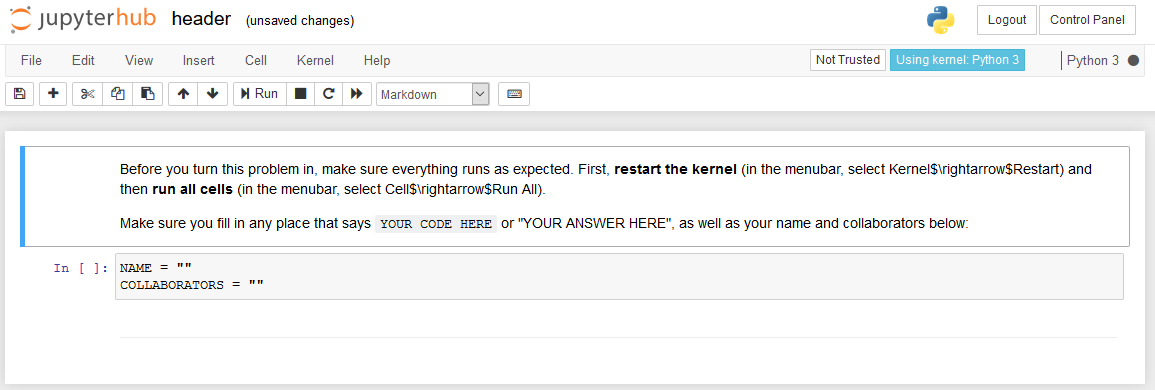 jupyterhub header (unsaved changes) Logout Control Panel
File Edit View Insert Cell Kernel Help Not Trusted Using kernel: Python 3 Python 3
Run Markdown
Before you turn this problem in, make sure everything runs as expected. First, restart the kernel (in the menubar, select Kernel$\rightarrow$Restart) and
then run all cells (in the menubar, select Cell$\rightarrow$Run All).
Make sure you fill in any place that says YOUR CODE HERE or "YOUR ANSWER HERE", as well as your name and collaborators below:
In [ ]: NAME = ""
COLLABORATORS = ""